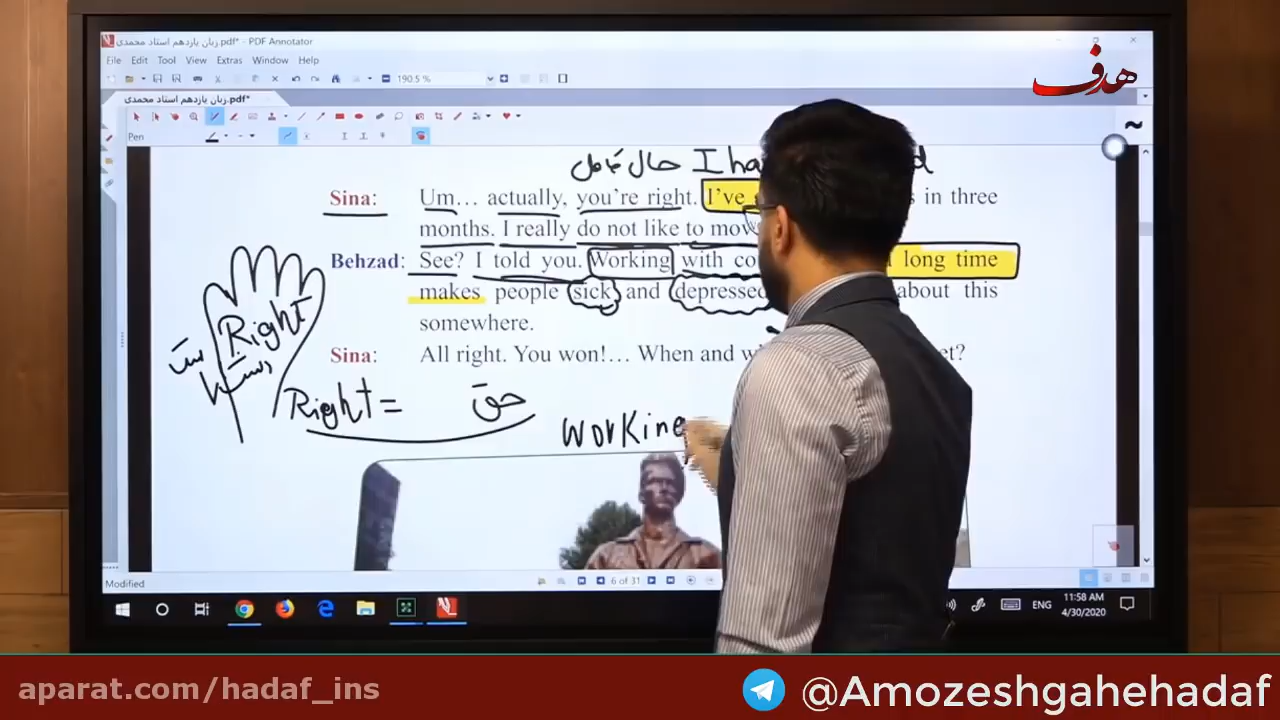 هدف
زبان یازدهم استاد محمدی.pdf* - PDF Annotator
File Edit Tool View Extras Window Help
190.5 %
زبان یازدهم استاد محمدی.pdf*
Pen
حال کامل I ha
Sina: Um… actually, you're right. I've in three
months. I really do not like to
Behzad: See? I told you. Working with long time
makes people sick and depressed about this
somewhere.
Sina: All right. You won!… When and
Right
راست
Right = حق
Workin
Modified
6 of 31
ENG
11:58 AM
4/30/2020
aparat.com/hadaf_ins
@Amozeshgahehadaf